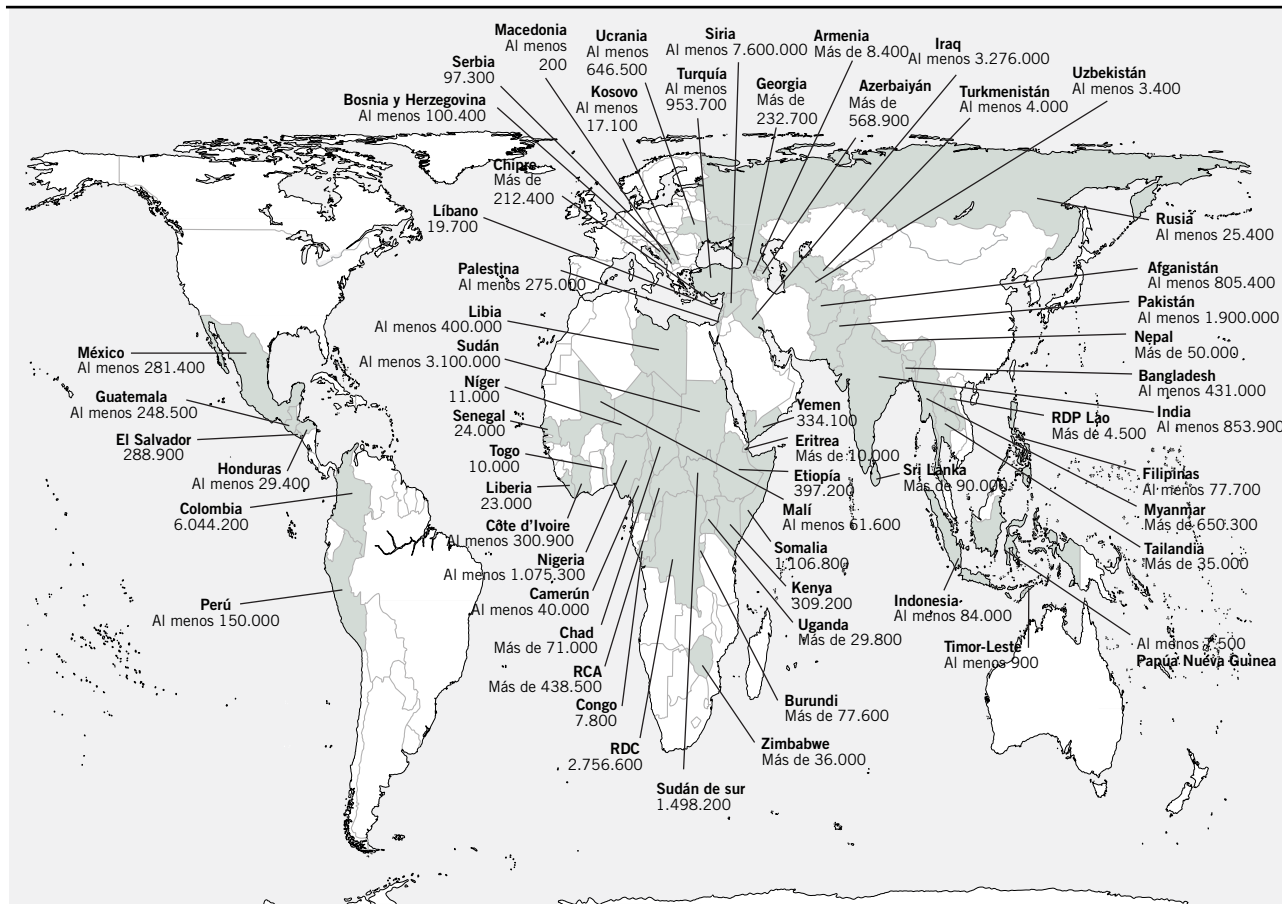 Macedonia
Al menos
200
Ucrania
Al menos
646.500
Siria
Al menos 7.600.000
Armenia
Más de 8.400
Iraq
Al menos 3.276.000
Serbia
97.300
Turquía
Al menos
953.700
Georgia
Más de
232.700
Azerbaiyán
Más de
568.900
Uzbekistán
Al menos
3.400
Kosovo
Al menos
17.100
Turkmenistán
Al menos 4.000
Bosnia y Herzegovina
Al menos 100.400
Chipre
Más de
212.400
Líbano
19.700
Rusia
Al menos 25.400
Palestina
275.000
Afganistán
Al menos
805.400
Libia
Al menos 400.000
Pakistán
Al menos 1.900.000
Sudán
Al menos 3.100.000
Nepal
Más de 50.000
México
Al menos 281.400
Níger
11.000
Bangladesh
Al menos 431.000
Guatemala
Al menos 248.500
Senegal
24.000
Yemen
334.100
RDP Lao
Más de 4.500
India
Al menos 853.900
El Salvador
288.900
Togo
10.000
Eritrea
Más de 10.000
Honduras
Al menos 29.400
Liberia
23.000
Etiopía
397.200
Sri Lanka
Más de 90.000
Filipinas
Al menos 77.700
Colombia
6.044.200
Côte d'Ivoire
Al menos 300.900
Malí
Al menos 61.600
Myanmar
Más de 650.300
Nigeria
Al menos 1.075.300
Somalia
1.106.800
Tailandia
Más de 35.000
Perú
Al menos 150.000
Camerún
Al menos 40.000
Kenya
309.200
Indonesia
Al menos 84.000
Chad
Más de 71.000
Uganda
Más de 29.800
Timor-Leste
Al menos 900
Al menos 7.500
Papúa Nueva Guinea
RCA
Más de 438.500
Congo
7.800
Burundi
Más de 77.600
RDC
2.756.600
Zimbabwe
Más de 36.000
Sudán de sur
1.498.200